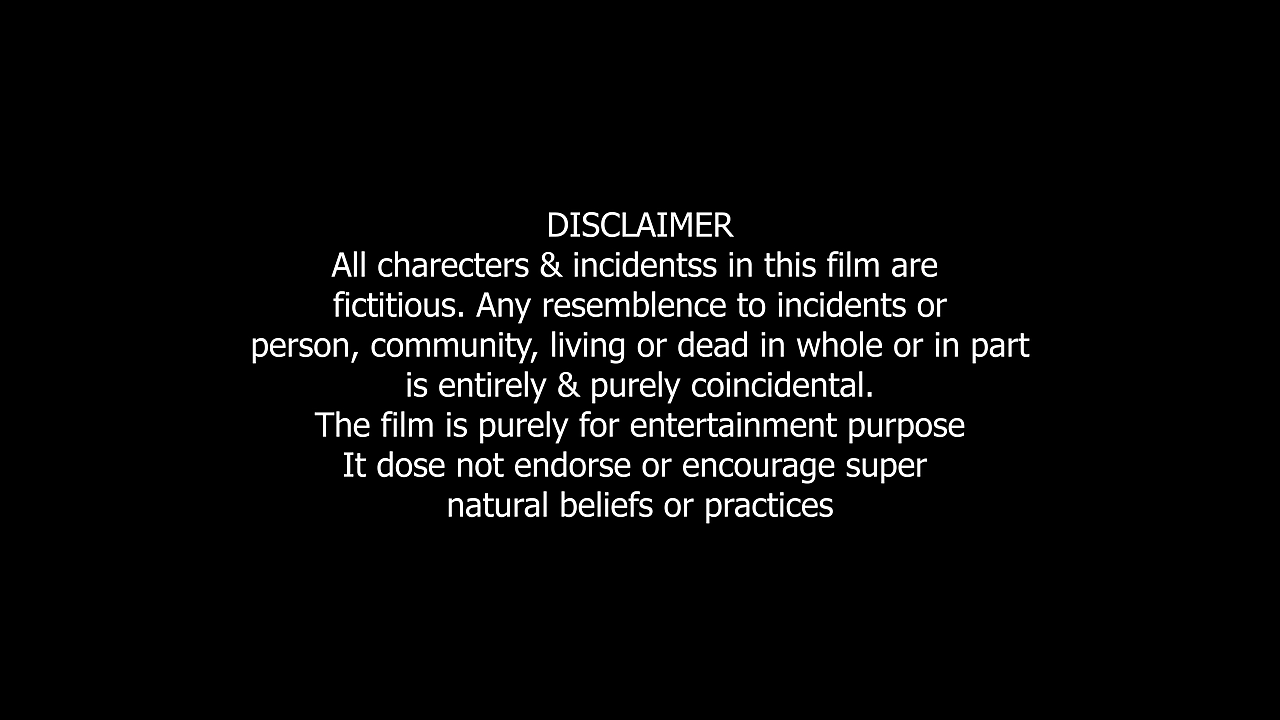 DISCLAIMER
All charecters & incidentss in this film are
fictitious. Any resemblence to incidents or
person, community, living or dead in whole or in part
is entirely & purely coincidental.
The film is purely for entertainment purpose
It dose not endorse or encourage super
natural beliefs or practices